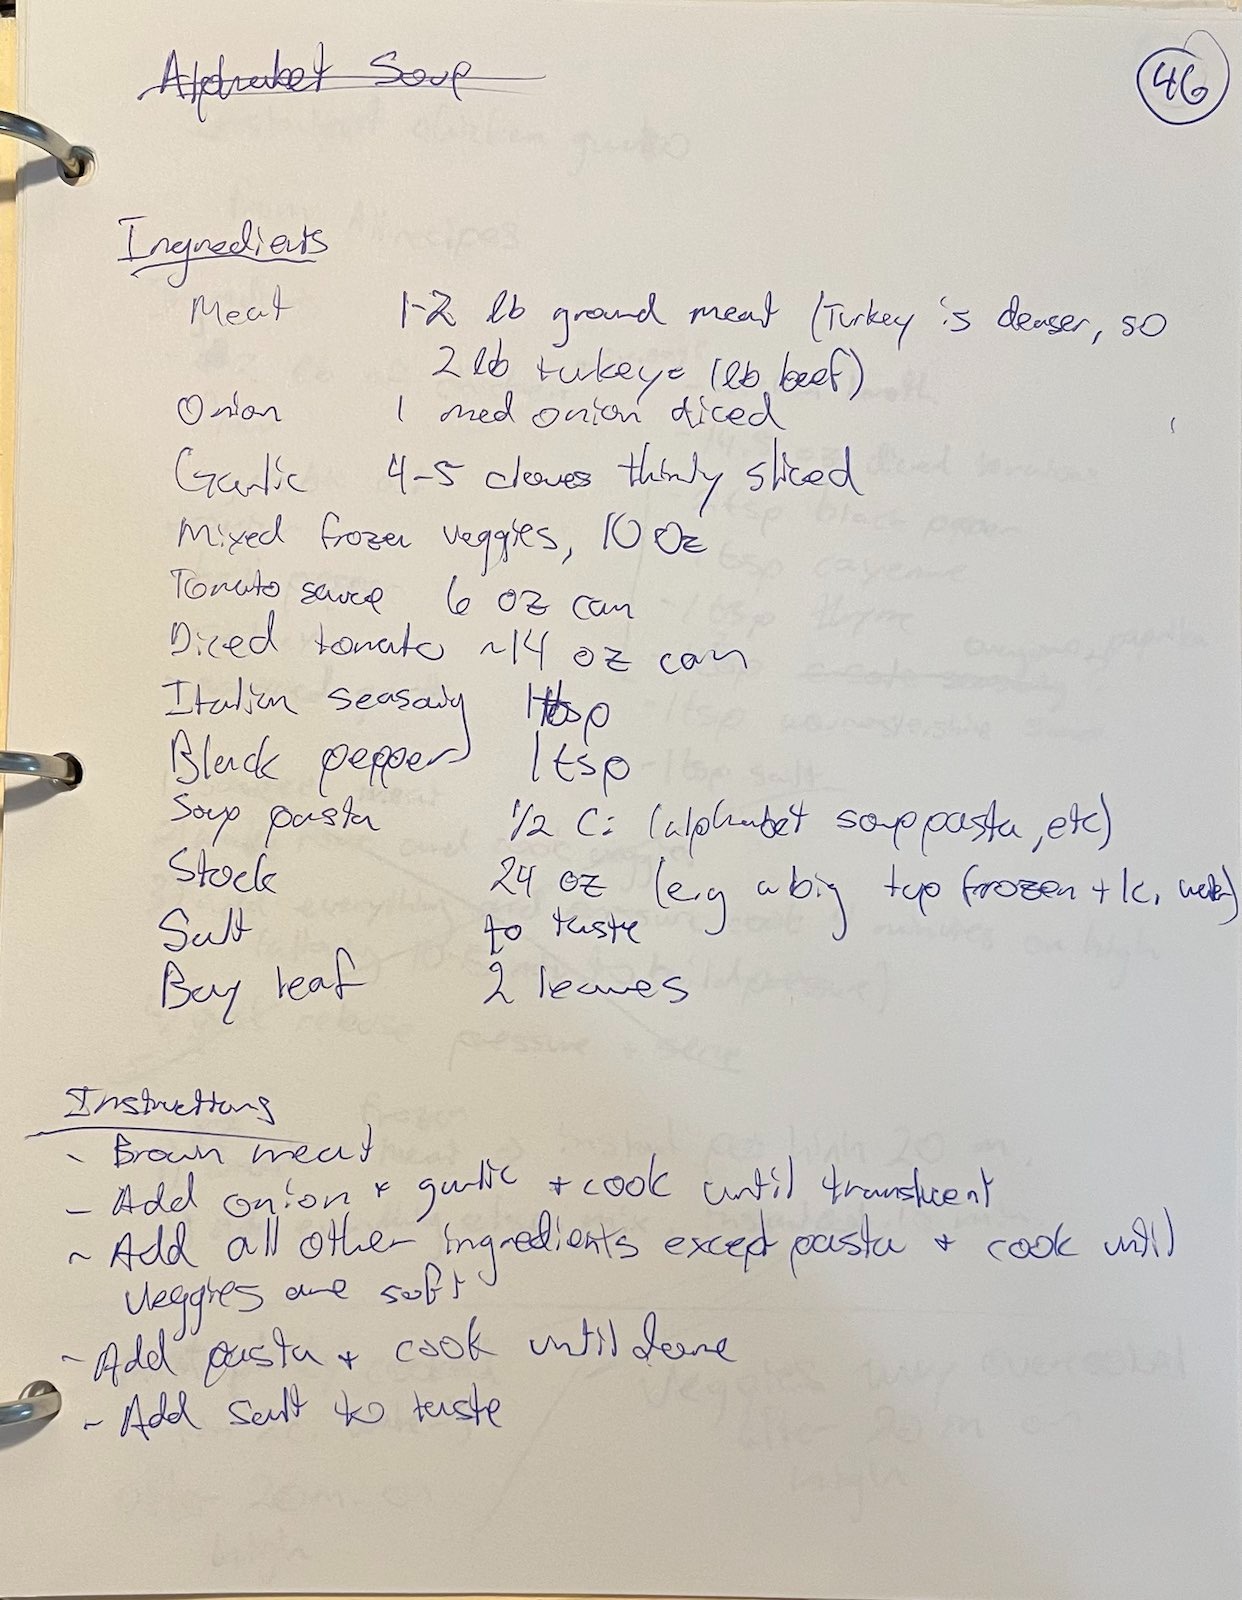 Alphabet Soup
46
Ingredients
Meat 1-2 lb ground meat (Turkey is denser, so
2 lb turkey = 1 lb beef)
Onion 1 med onion diced
Garlic 4-5 cloves thinly sliced
Mixed frozen veggies, 10 oz
Tomato sauce 6 oz can
Diced tomato ~14 oz can
Italian seasonig 1 tbsp
Black pepper 1 tsp
Soup pasta 1/2 C: (alphabet soup pasta, etc)
Stock 24 oz (e.g a big tup frozen + 1c. water)
Salt to taste
Bay leaf 2 leaves
Instructions
- Brown meat
- Add onion + garlic + cook until translucent
- Add all other ingredients except pasta + cook until
veggies are soft
- Add pasta + cook until done
- Add salt to taste